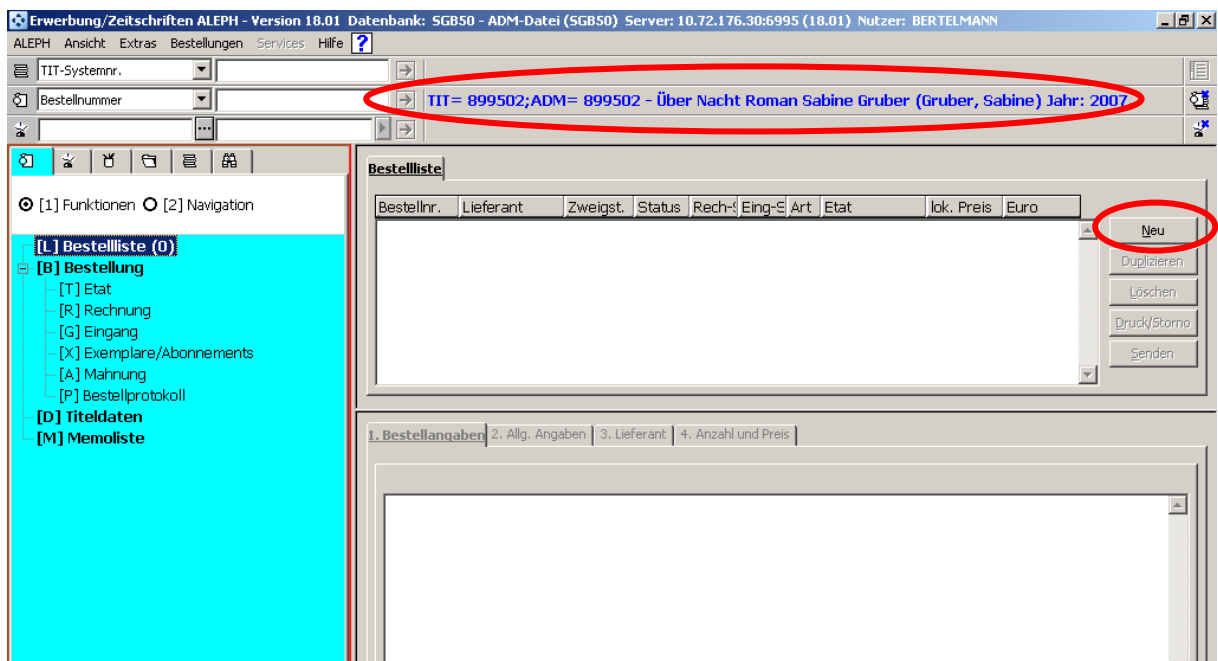 Erwerbung/Zeitschriften ALEPH - Version 18.01 Datenbank: SGB50 - ADM-Datei (SGB50) Server: 10.72.176.30:6995 (18.01) Nutzer: BERTELMANN
ALEPH Ansicht Extras Bestellungen Services Hilfe ?
TIT-Systemnr.
Bestellnummer TIT= 899502;ADM= 899502 - Über Nacht Roman Sabine Gruber (Gruber, Sabine) Jahr: 2007
...
[1] Funktionen [2] Navigation
[L] Bestellliste (0)
[B] Bestellung
[T] Etat
[R] Rechnung
[G] Eingang
[X] Exemplare/Abonnements
[A] Mahnung
[P] Bestellprotokoll
[D] Titeldaten
[M] Memoliste
Bestellliste
Bestellnr. Lieferant Zweigst. Status Rech-S Eing-S Art Etat lok. Preis Euro
Neu
Duplizieren
Löschen
Druck/Storno
Senden
1. Bestellangaben 2. Allg. Angaben 3. Lieferant 4. Anzahl und Preis